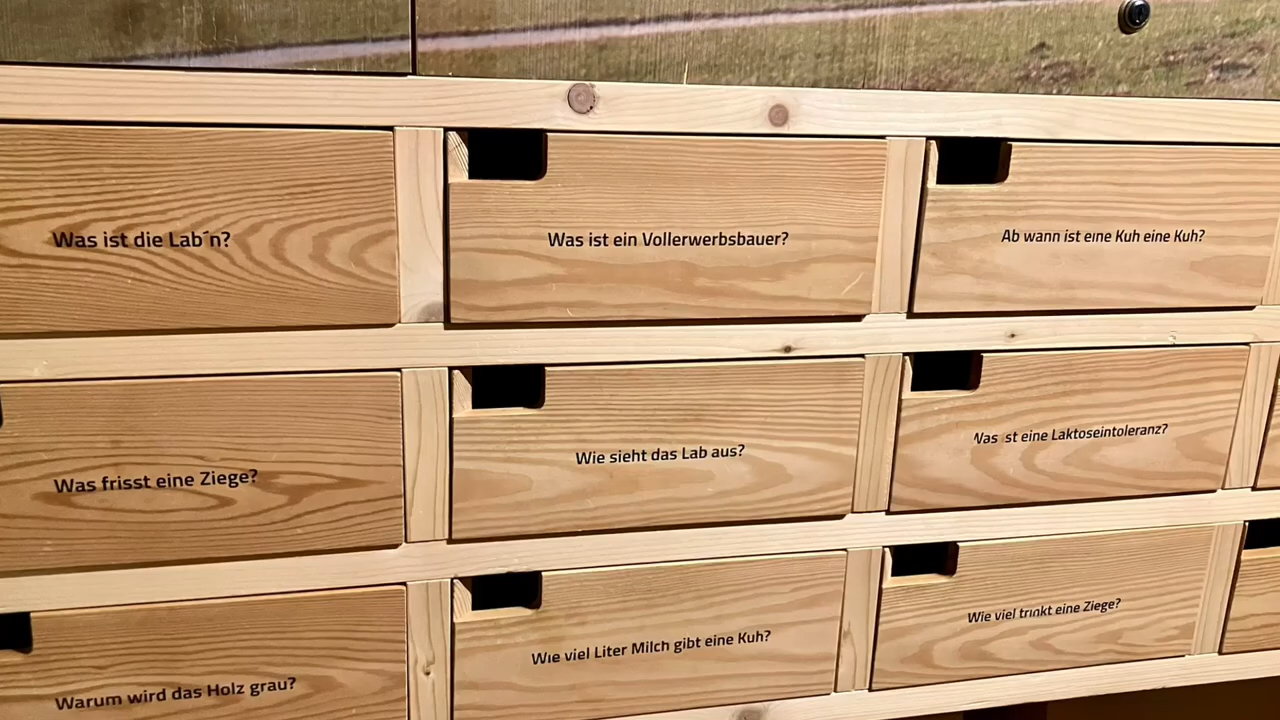 Was ist die Lab´n?
Was ist ein Vollerwerbsbauer?
Ab wann ist eine Kuh eine Kuh?
Was frisst eine Ziege?
Wie sieht das Lab aus?
Was ist eine Laktoseintoleranz?
Warum wird das Holz grau?
Wie viel Liter Milch gibt eine Kuh?
Wie viel trinkt eine Ziege?